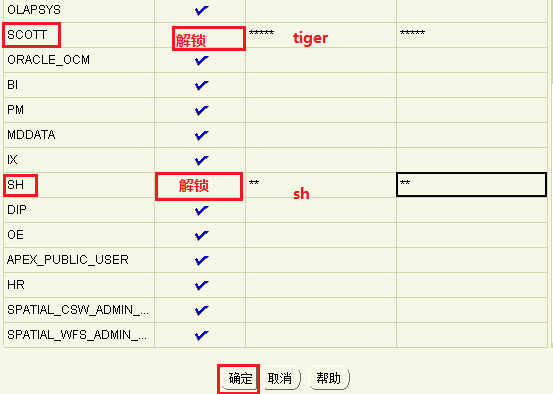 OLAPSYS
SCOTT 解锁 ***** tiger *****
ORACLE_OCM
BI
PM
MDDATA
IX
SH 解锁 ** sh **
DIP
OE
APEX_PUBLIC_USER
HR
SPATIAL_CSW_ADMIN_...
SPATIAL_WFS_ADMIN_...
确定 取消 帮助